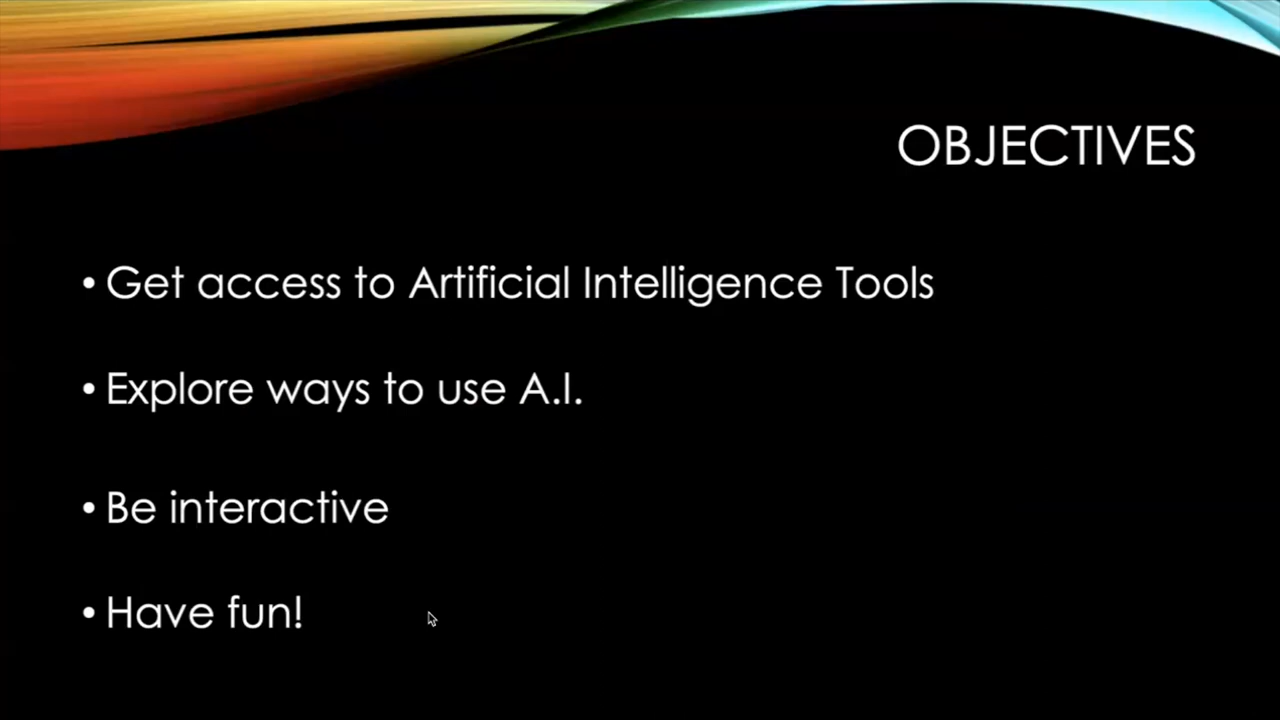 OBJECTIVES
• Get access to Artificial Intelligence Tools
• Explore ways to use A.I.
• Be interactive
• Have fun!